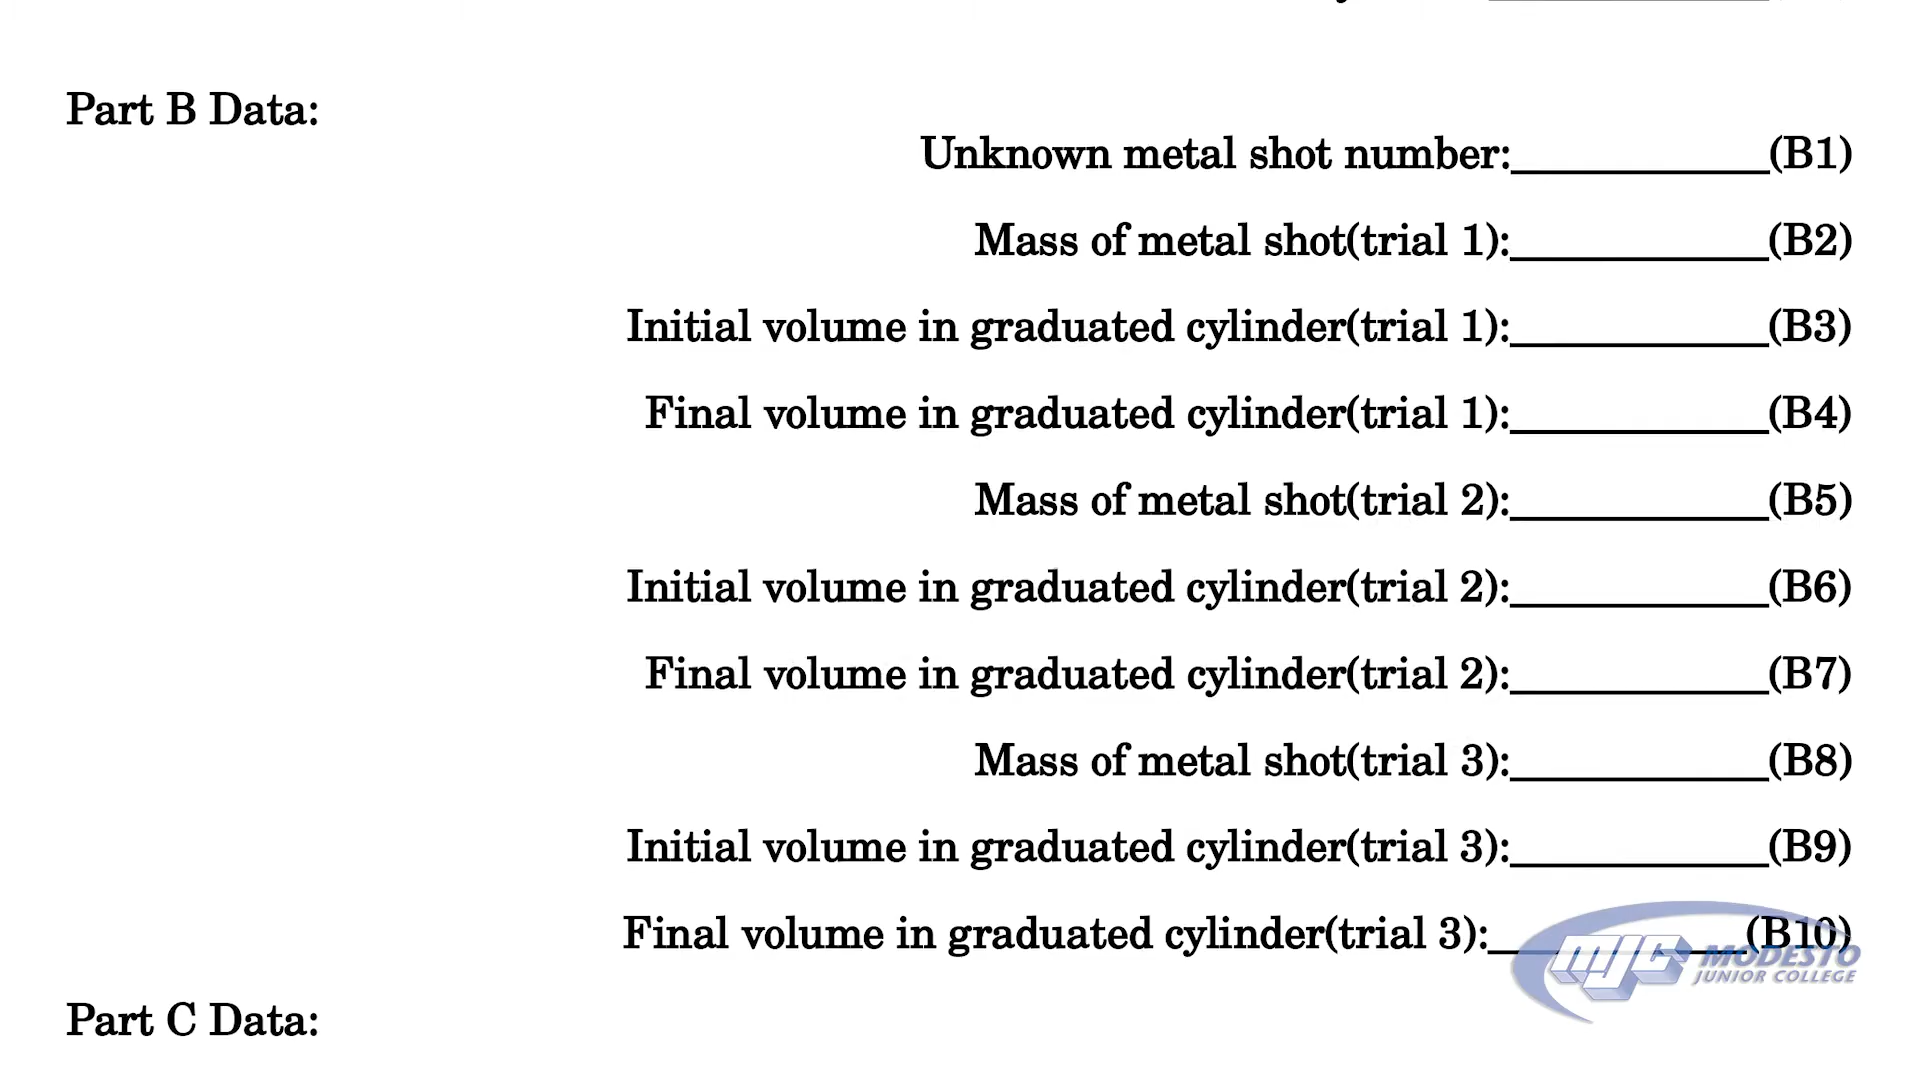 Part B Data:
Unknown metal shot number:____________(B1)
Mass of metal shot(trial 1):____________(B2)
Initial volume in graduated cylinder(trial 1):____________(B3)
Final volume in graduated cylinder(trial 1):____________(B4)
Mass of metal shot(trial 2):____________(B5)
Initial volume in graduated cylinder(trial 2):____________(B6)
Final volume in graduated cylinder(trial 2):____________(B7)
Mass of metal shot(trial 3):____________(B8)
Initial volume in graduated cylinder(trial 3):____________(B9)
Final volume in graduated cylinder(trial 3):____________(B10)
MJC MODESTO
JUNIOR COLLEGE
Part C Data: